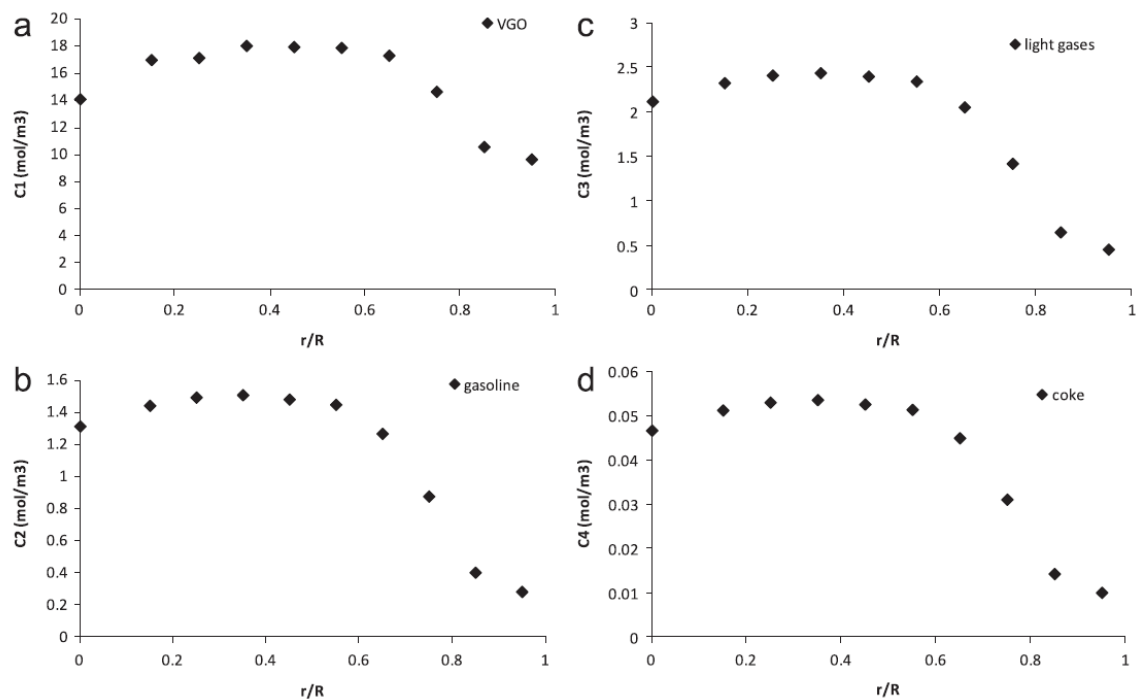 a
VGO
C1 (mol/m3)
20
18
16
14
12
10
8
6
4
2
0
0 0.2 0.4 0.6 0.8 1
r/R
c
light gases
C3 (mol/m3)
3
2.5
2
1.5
1
0.5
0
0 0.2 0.4 0.6 0.8 1
r/R
b
gasoline
C2 (mol/m3)
1.6
1.4
1.2
1
0.8
0.6
0.4
0.2
0
0 0.2 0.4 0.6 0.8 1
r/R
d
coke
C4 (mol/m3)
0.06
0.05
0.04
0.03
0.02
0.01
0
0 0.2 0.4 0.6 0.8 1
r/R